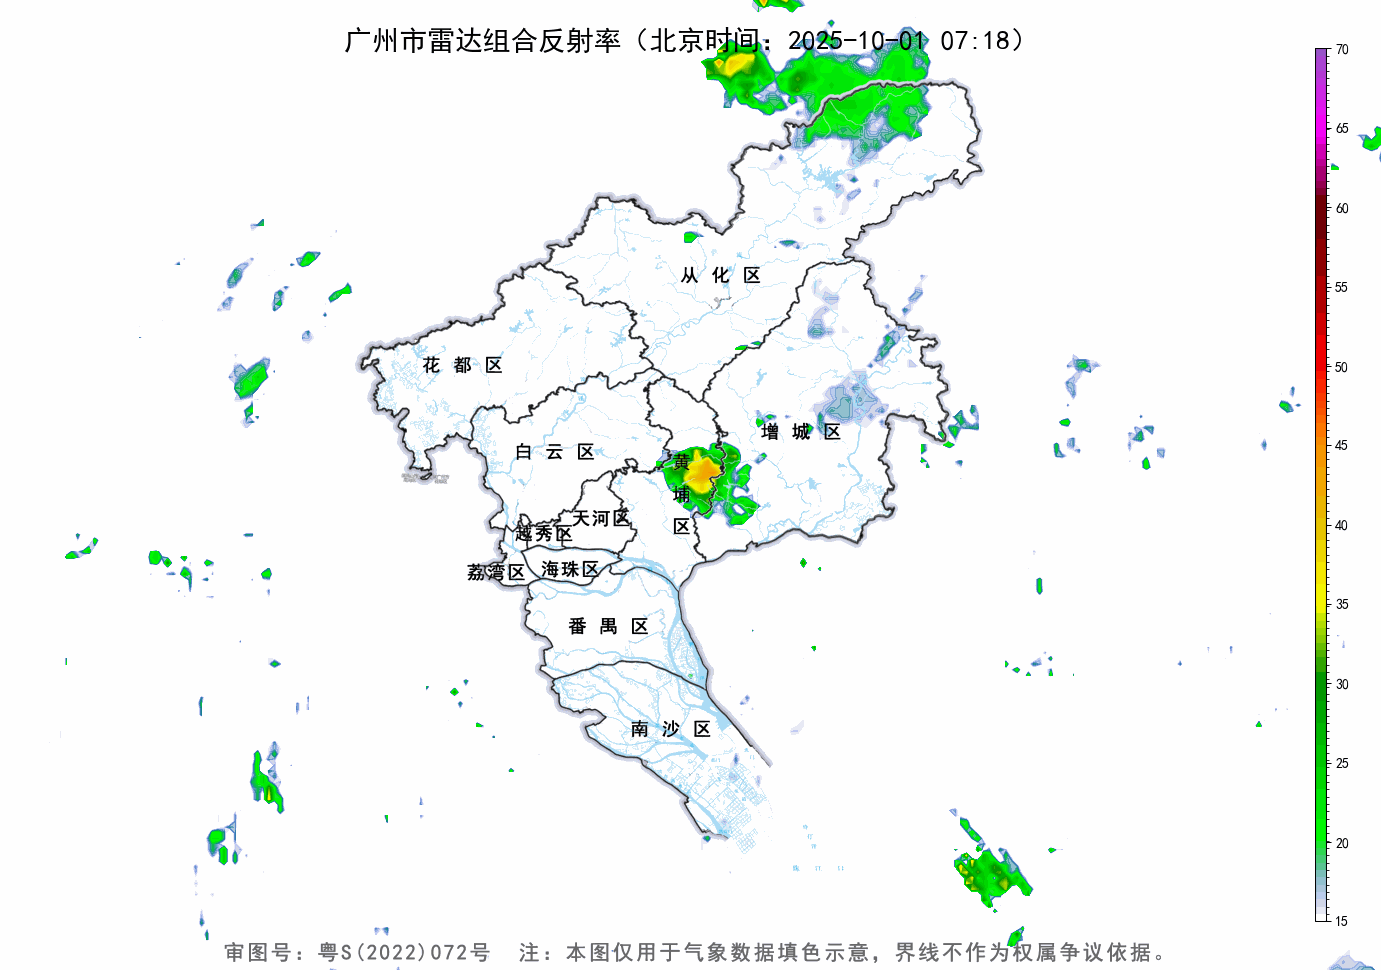 广州市雷达组合反射率（北京时间：2025-10-01 07:18）
70
65
60
55
50
45
40
35
30
25
20
15
从化区
花都区
增城区
白云区
黄埔区
天河区
越秀区
荔湾区
海珠区
番禺区
南沙区
审图号：粤S(2022)072号 注：本图仅用于气象数据填色示意，界线不作为权属争议依据。